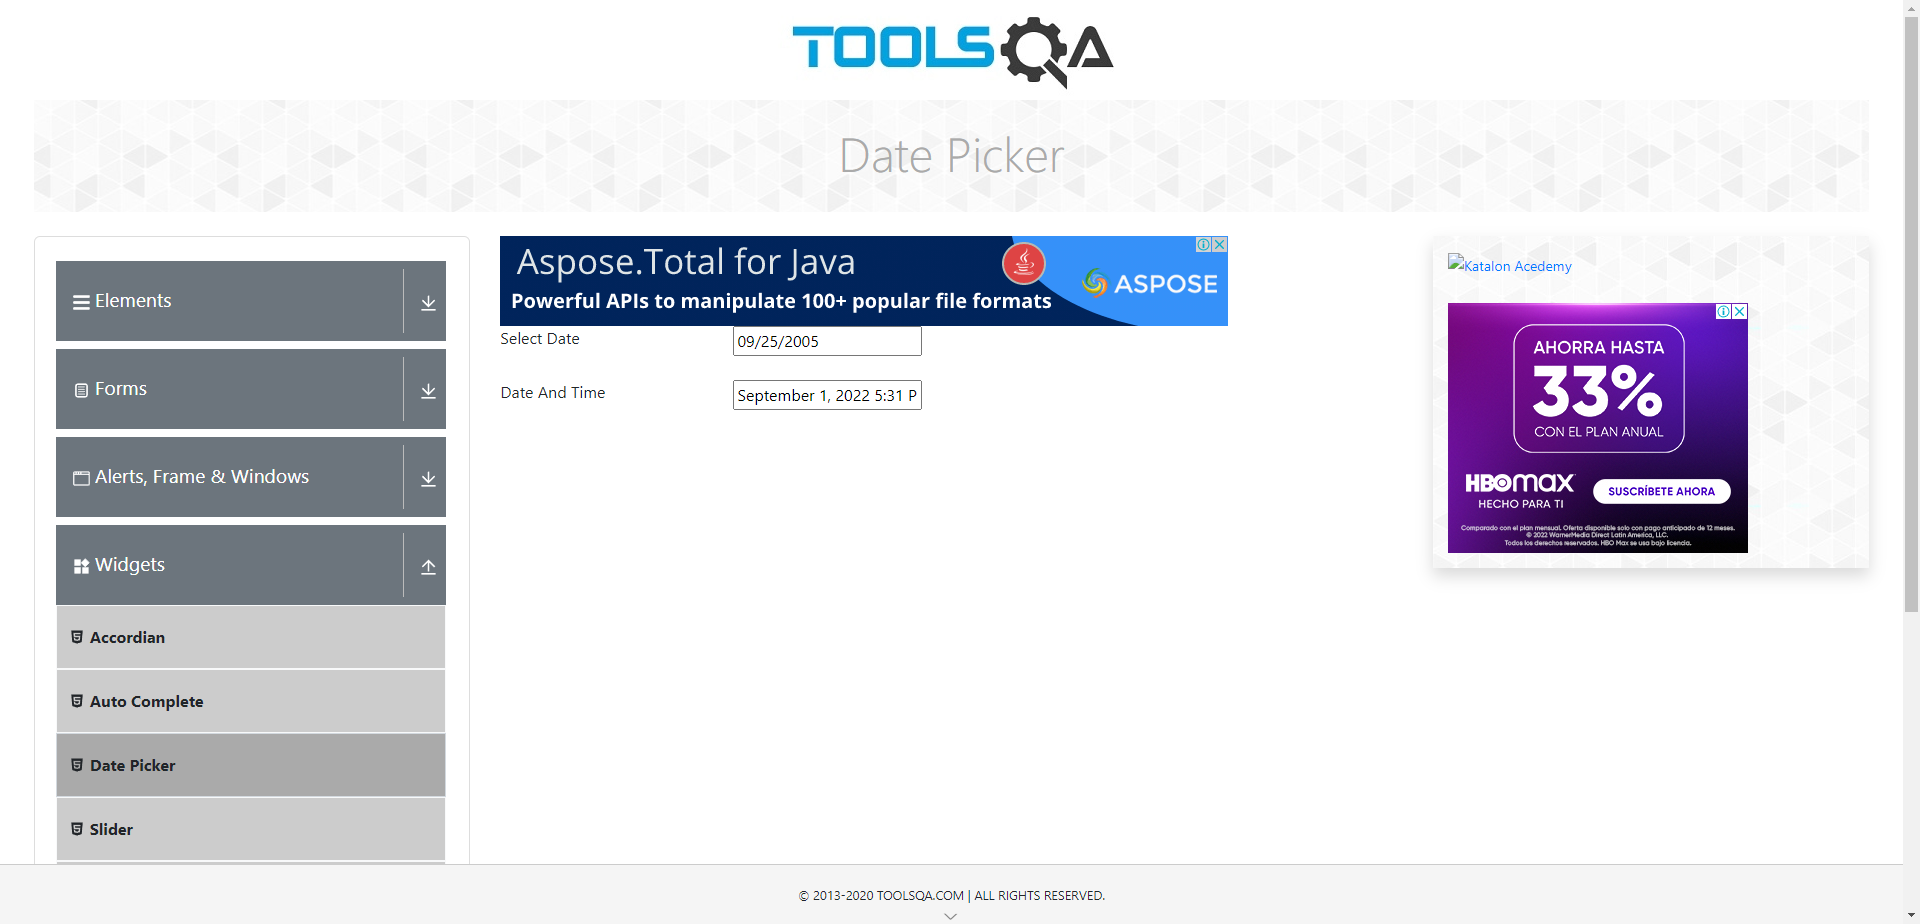 TOOLSQA
Date Picker
Elements
Forms
Alerts, Frame & Windows
Widgets
Accordian
Auto Complete
Date Picker
Slider
Aspose.Total for Java
Powerful APIs to manipulate 100+ popular file formats
ASPOSE
Select Date
09/25/2005
Date And Time
September 1, 2022 5:31 P
Katalon Acedemy
AHORRA HASTA
33%
CON EL PLAN ANUAL
HBOMAX
HECHO PARA TI
SUSCRÍBETE AHORA
Comparado con el plan mensual. Oferta disponible solo con pago anticipado de 12 meses.
© 2022 WarnerMedia Direct Latin America, LLC.
Todos los derechos reservados. HBO Max se usa bajo licencia.
© 2013-2020 TOOLSQA.COM | ALL RIGHTS RESERVED.